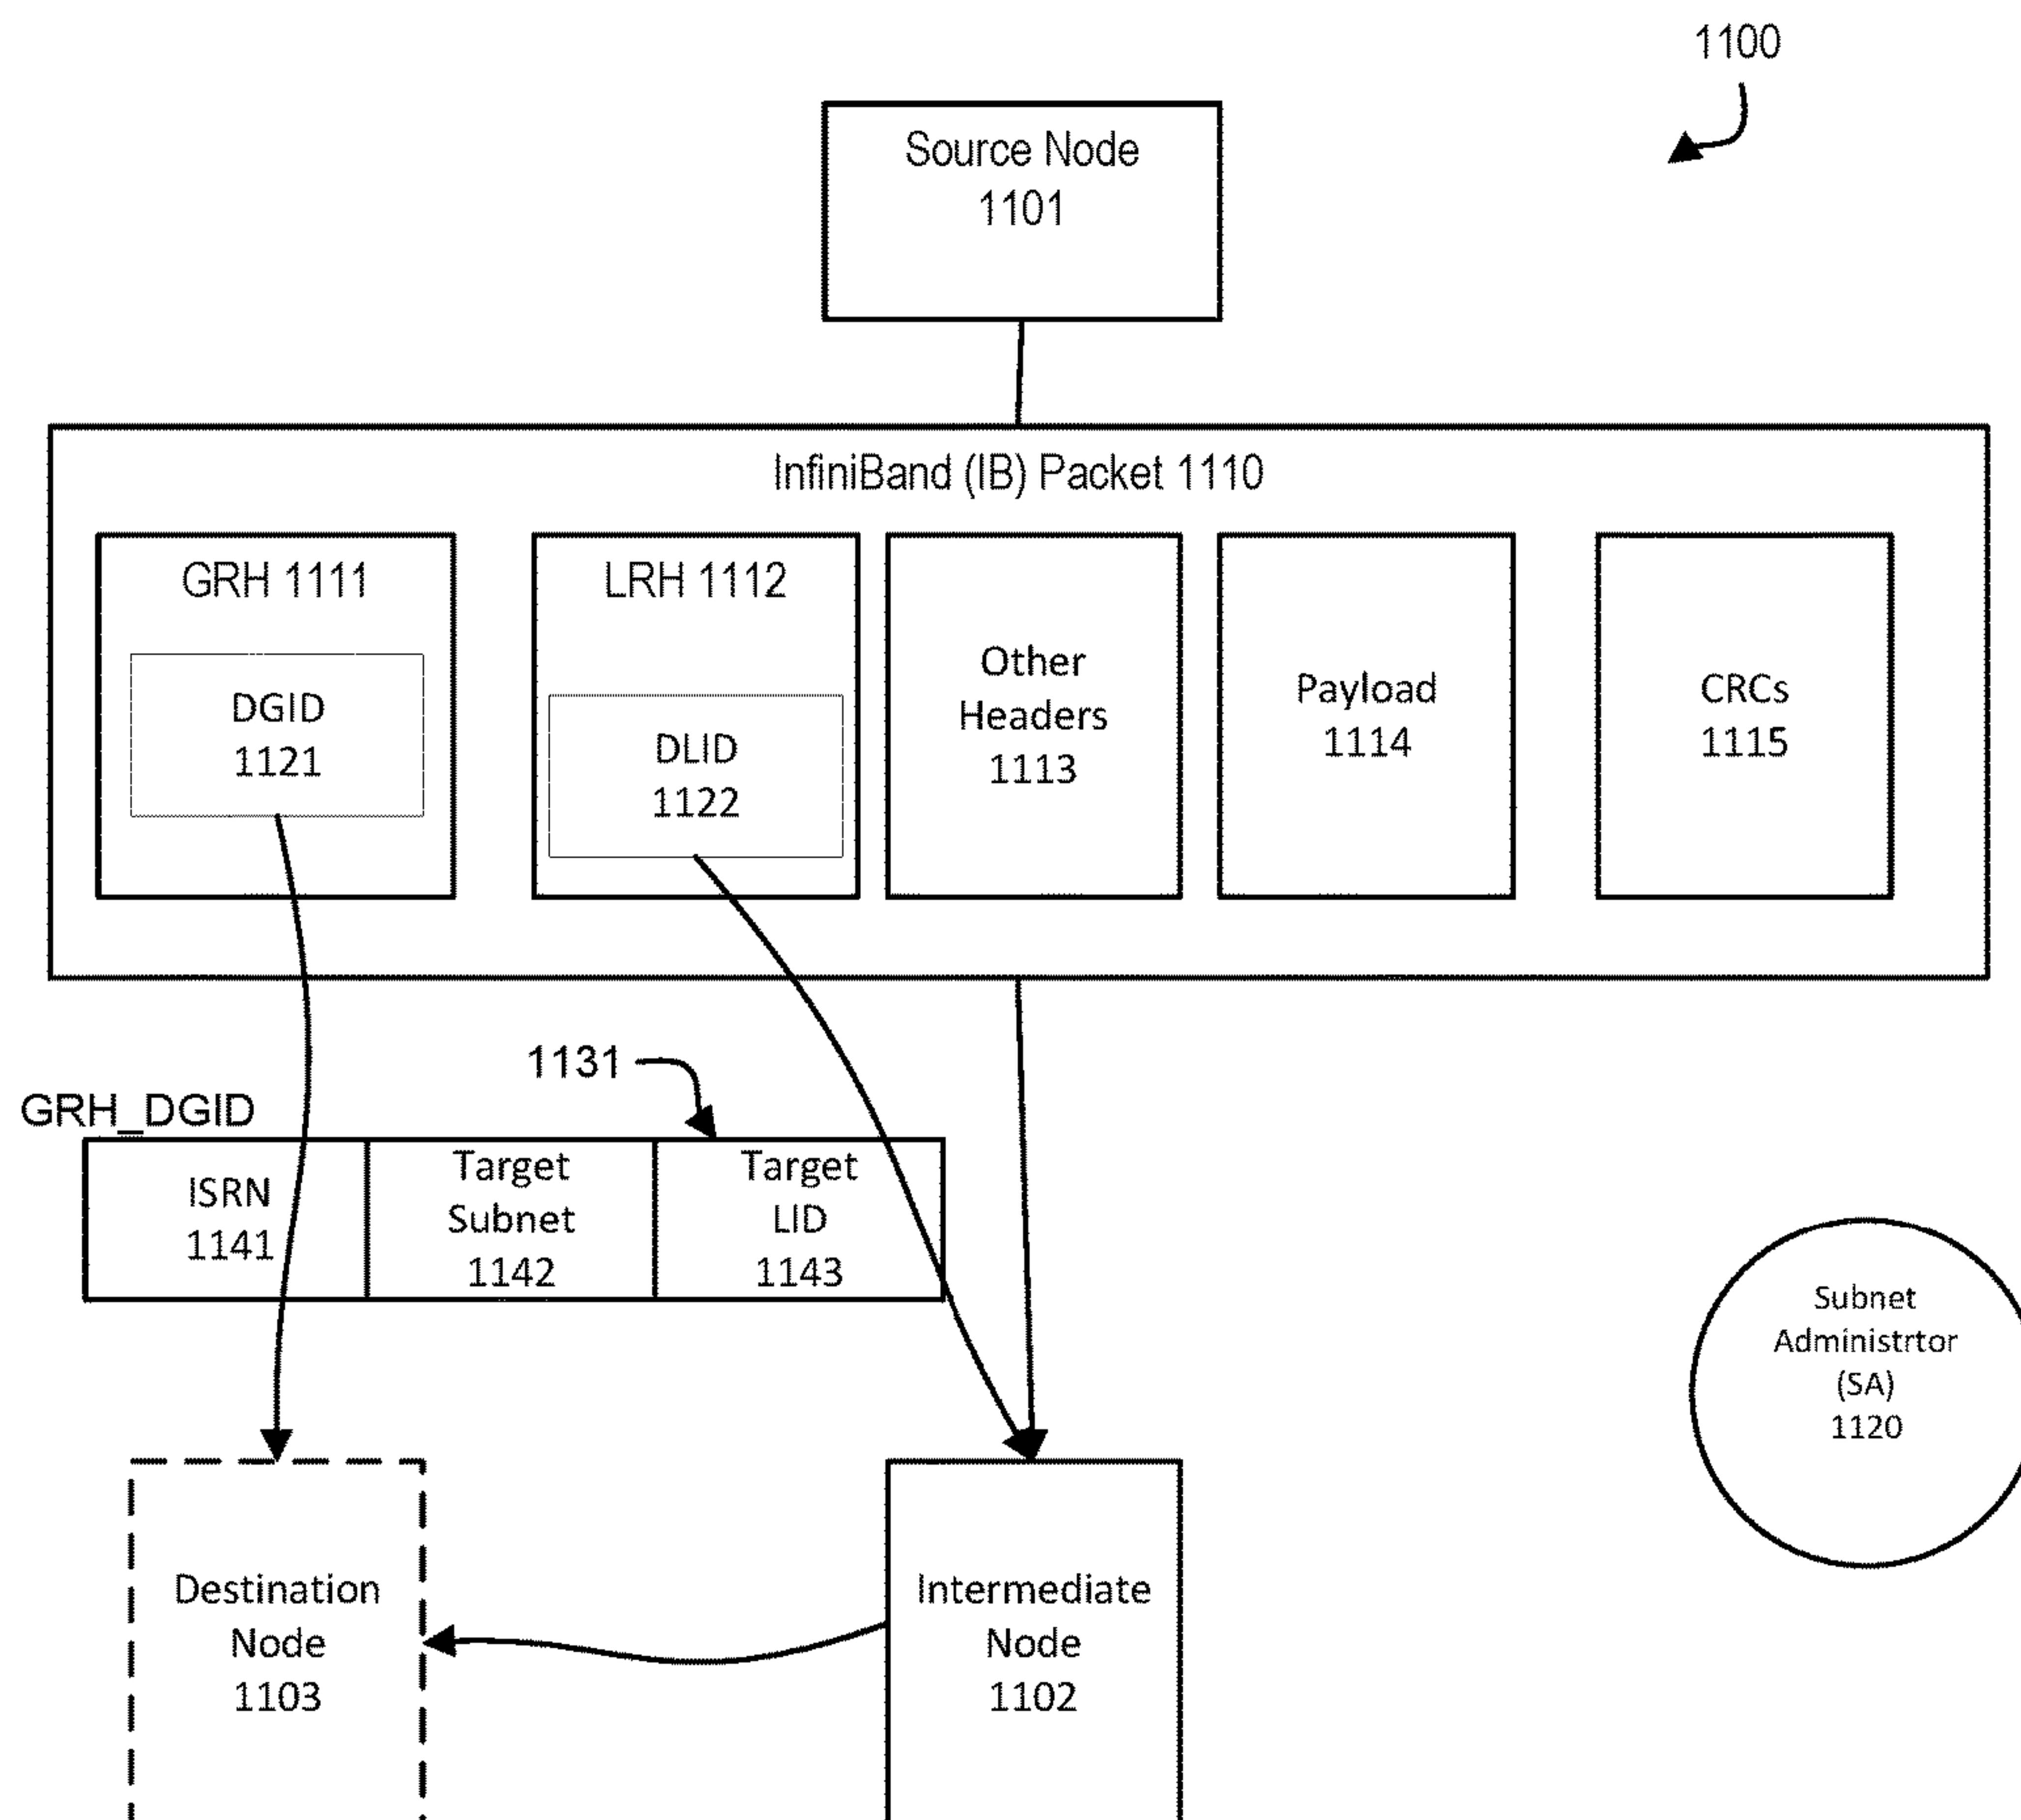 1100
Source Node
1101
InfiniBand (IB) Packet 1110
GRH 1111
DGID
1121
LRH 1112
DLID
1122
Other
Headers
1113
Payload
1114
CRCs
1115
1131
GRH_DGID
ISRN
1141
Target
Subnet
1142
Target
LID
1143
Subnet
Administrtor
(SA)
1120
Destination
Node
1103
Intermediate
Node
1102